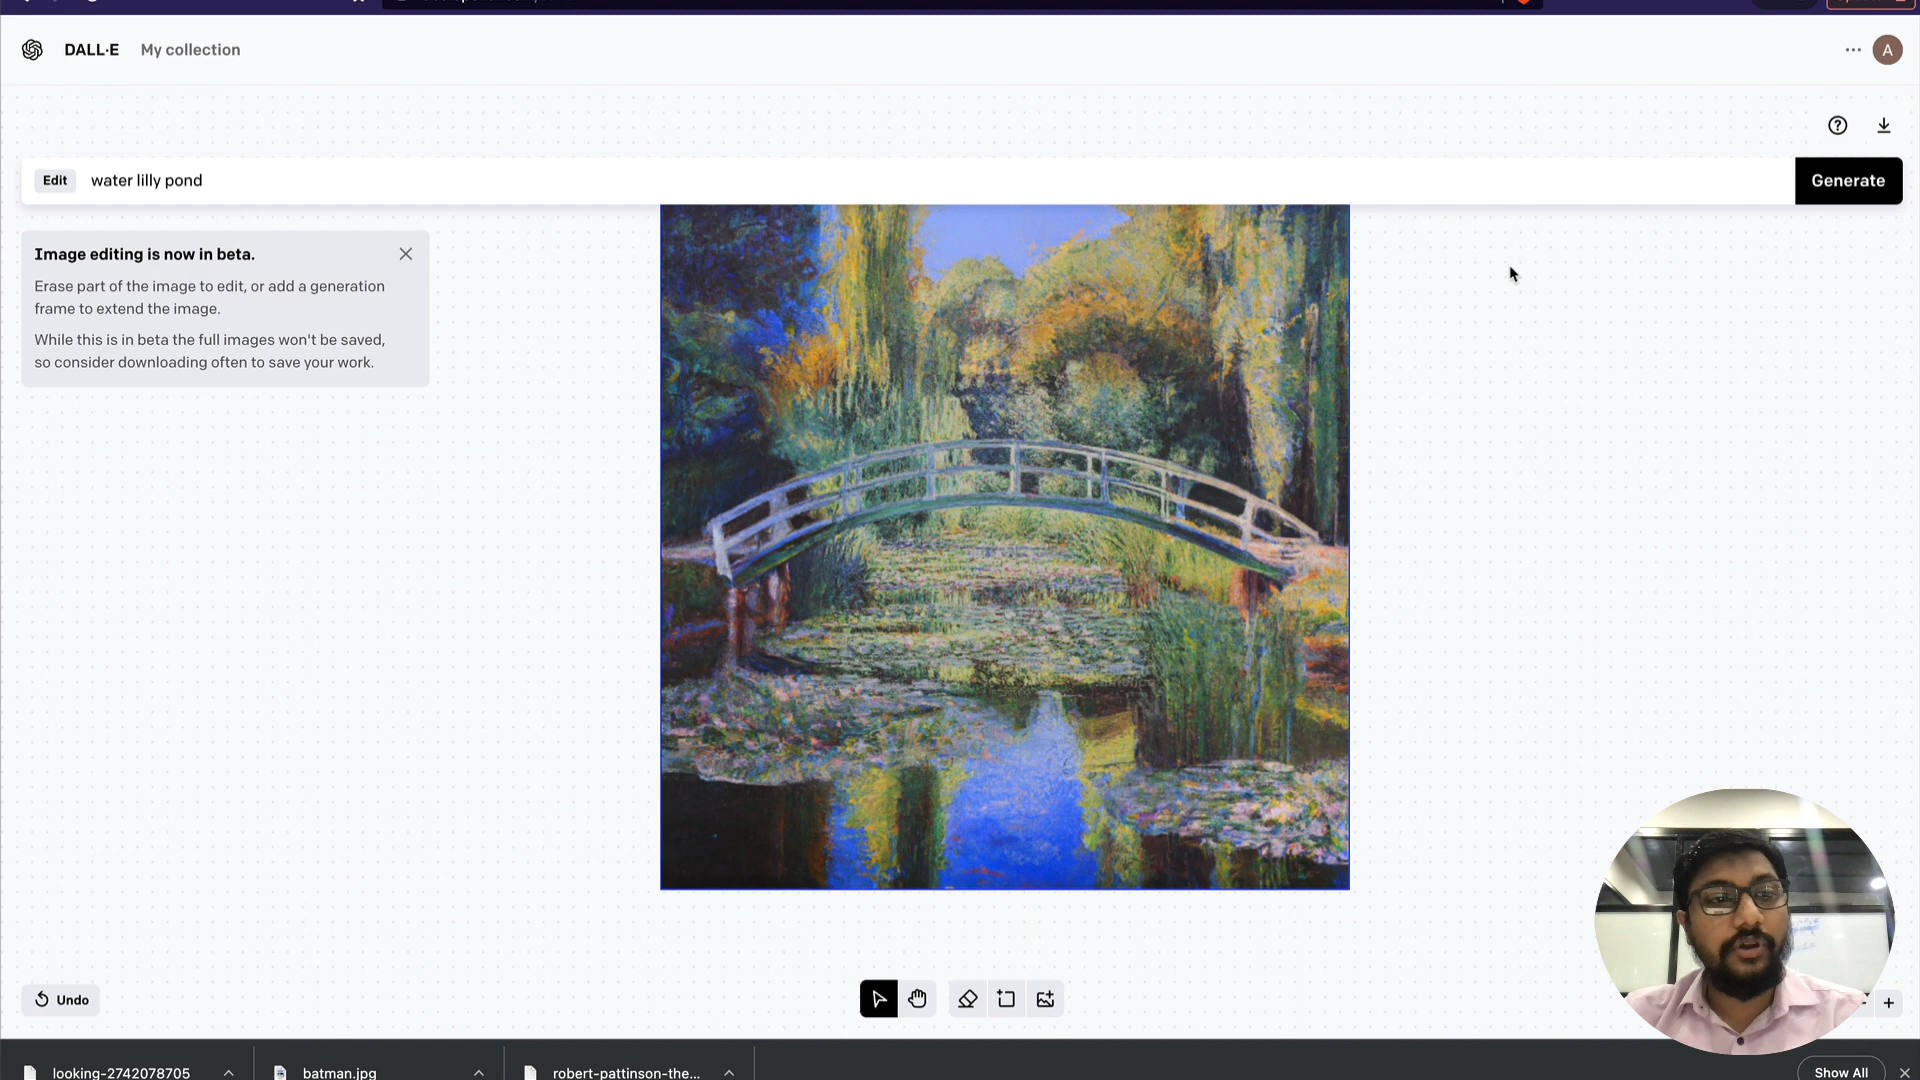 DALL·E My collection
A
Edit water lilly pond
Generate
Image editing is now in beta.
Erase part of the image to edit, or add a generation
frame to extend the image.
While this is in beta the full images won't be saved,
so consider downloading often to save your work.
Undo
looking-2742078705
batman.jpg
robert-pattinson-the...
Show All